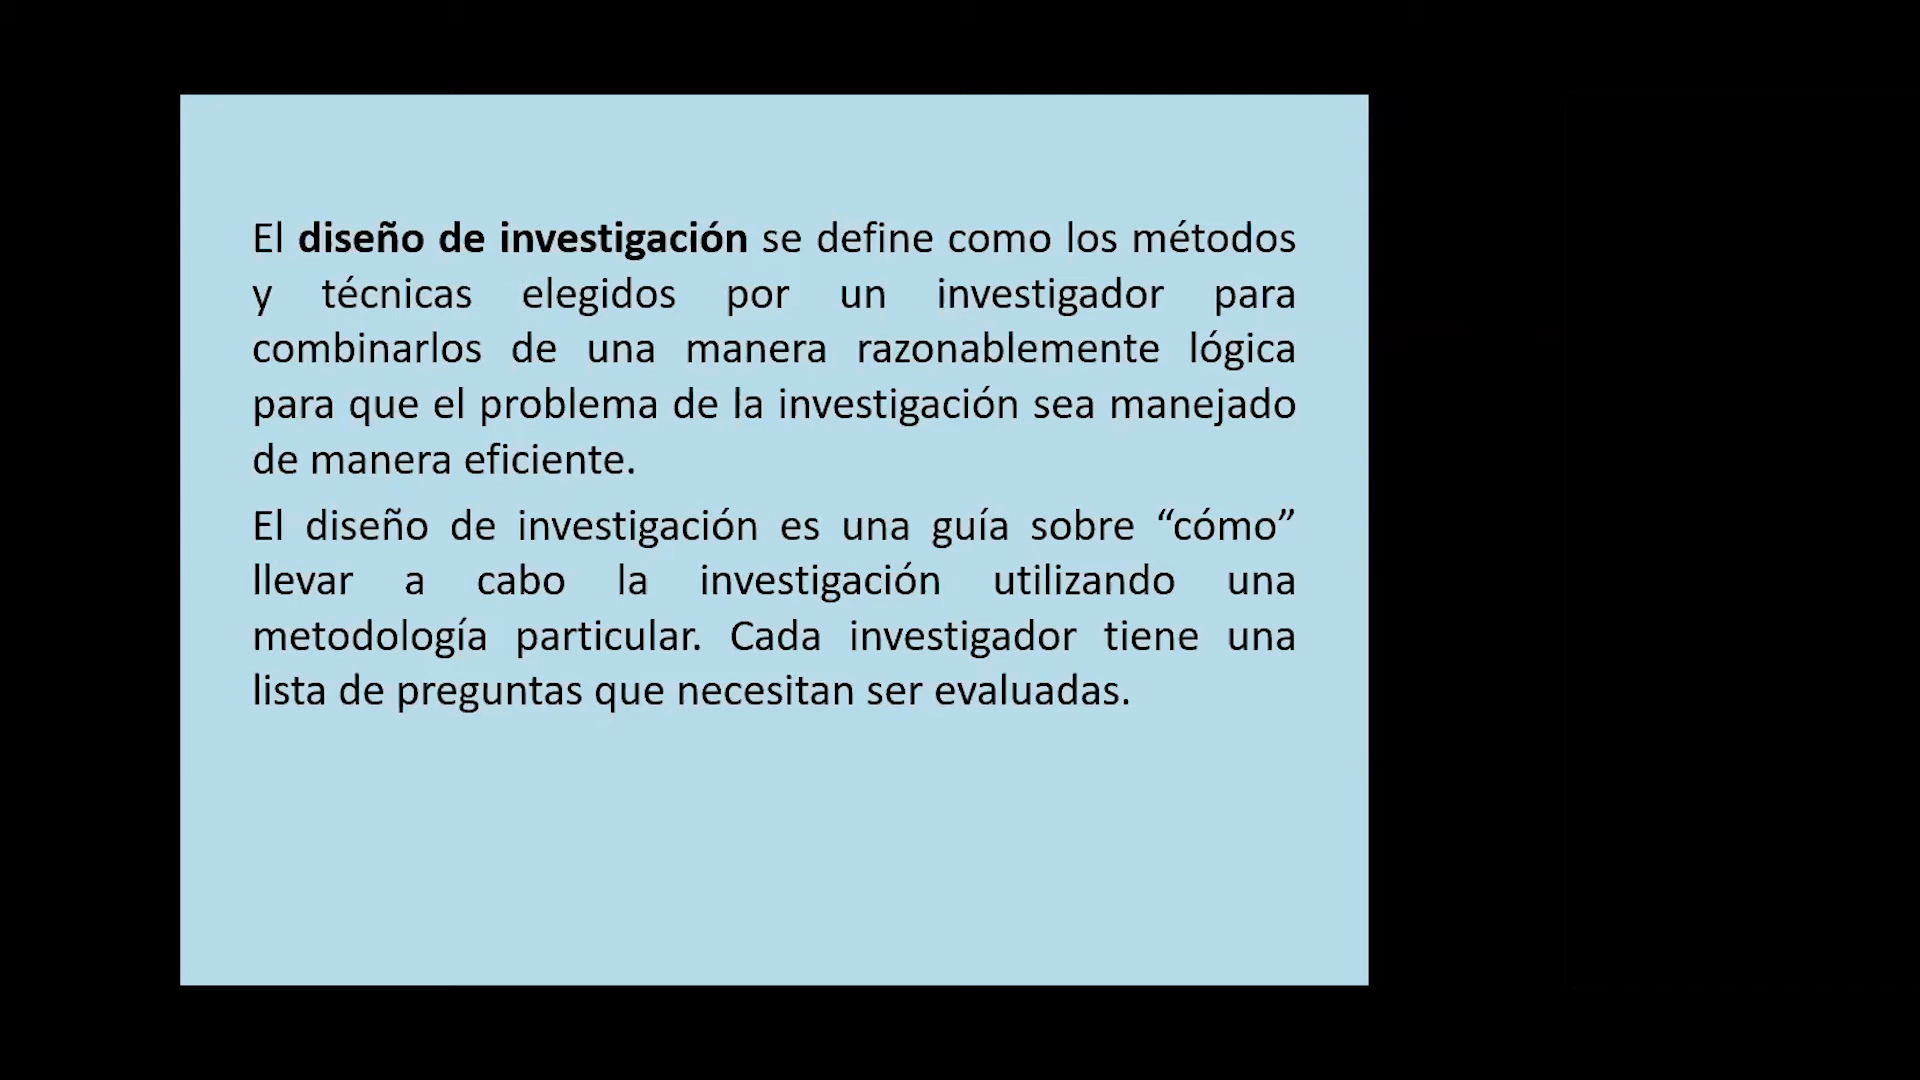 El diseño de investigación se define como los métodos
y técnicas elegidos por un investigador para
combinarlos de una manera razonablemente lógica
para que el problema de la investigación sea manejado
de manera eficiente.
El diseño de investigación es una guía sobre “cómo”
llevar a cabo la investigación utilizando una
metodología particular. Cada investigador tiene una
lista de preguntas que necesitan ser evaluadas.